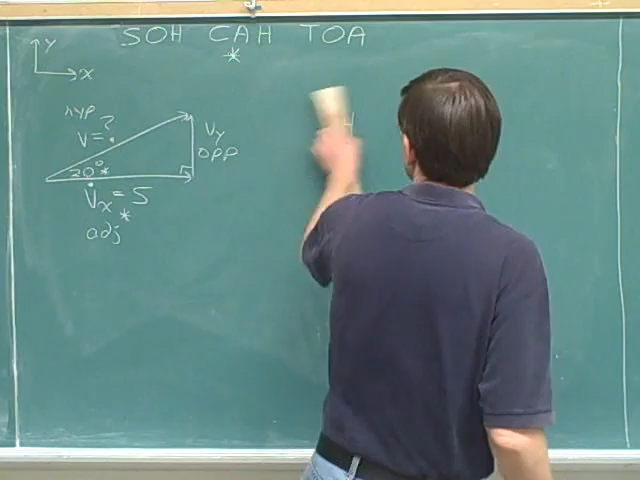 SOH CAH TOA
*
Y
X
hyp
V = ?
Vy
opp
20° *
Vx = 5
*
adj
H